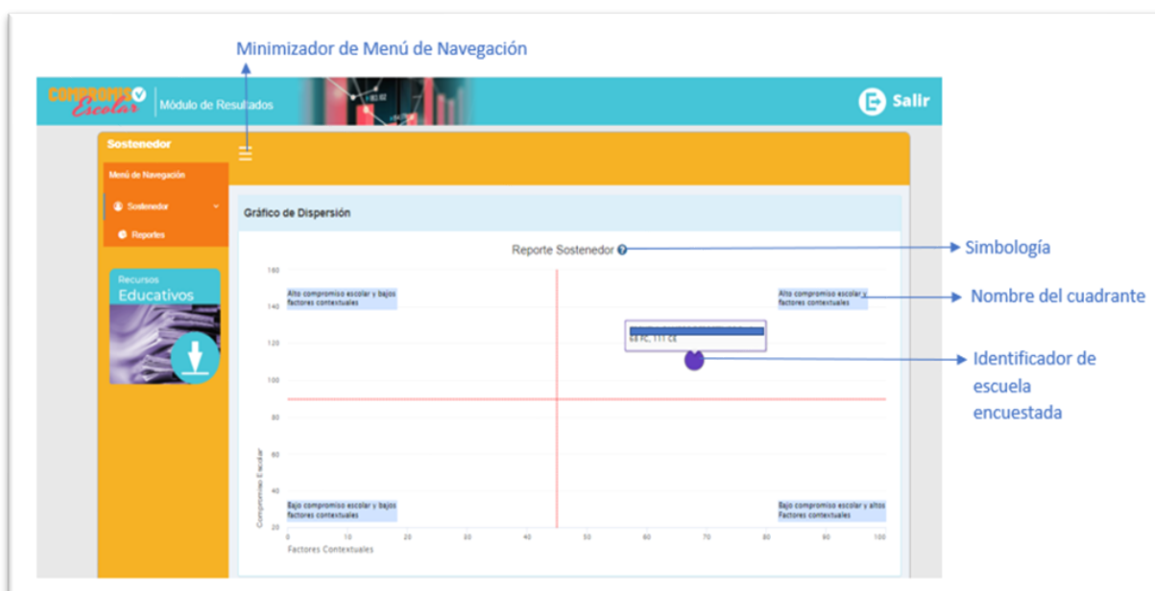 Minimizador de Menú de Navegación
COMPROMISO
Escolar
Módulo de Resultados
Salir
Sostenedor
Menú de Navegación
Sostenedor
Reportes
Recursos
Educativos
Gráfico de Dispersión
Reporte Sostenedor
Simbología
160
Alto compromiso escolar y bajos
factores contextuales
Alto compromiso escolar y
factores contextuales
Nombre del cuadrante
140
120
68 FC, 111 CE
Identificador de
escuela
encuestada
100
80
60
40
20
Compromiso Escolar
Bajo compromiso escolar y bajos
factores contextuales
Bajo compromiso escolar y altos
Factores contextuales
0 10 20 30 40 50 60 70 80 90 100
Factores Contextuales